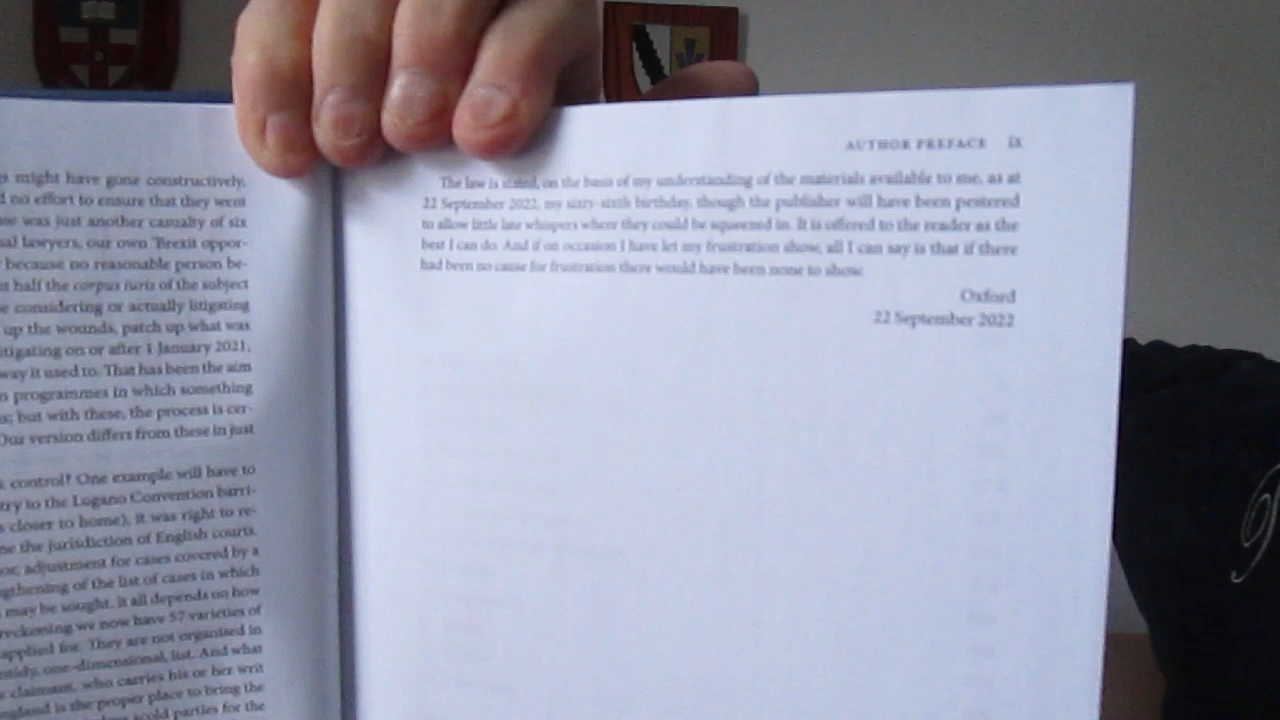 s might have gone constructively,
d no effort to ensure that they went
was just another casualty of six
al lawyers, our own 'Brexit oppor-
because no reasonable person be-
t half the corpus iuris of the subject
e considering or actually litigating
up the wounds, patch up what was
itigating on or after 1 January 2021,
way it used to. That has been the aim
n programmes in which something
s; but with these, the process is cer-
Our version differs from these in just
control? One example will have to
try to the Lugano Convention barri-
s closer to home), it was right to re-
ne the jurisdiction of English courts.
or, adjustment for cases covered by a
ngthening of the list of cases in which
may be sought. It all depends on how
reckoning we now have 57 varieties of
applied for. They are not organised in
ntidy, one-dimensional, list. And what
e claimant, who carries his or her writ
ngland is the proper place to bring the
scold parties for the
AUTHOR PREFACE ix
The law is stated, on the basis of my understanding of the materials available to me, as at
22 September 2022, my sixty-sixth birthday, though the publisher will have been pestered
to allow little late whispers where they could be squeezed in. It is offered to the reader as the
best I can do. And if on occasion I have let my frustration show, all I can say is that if there
had been no cause for frustration there would have been none to show.
Oxford
22 September 2022